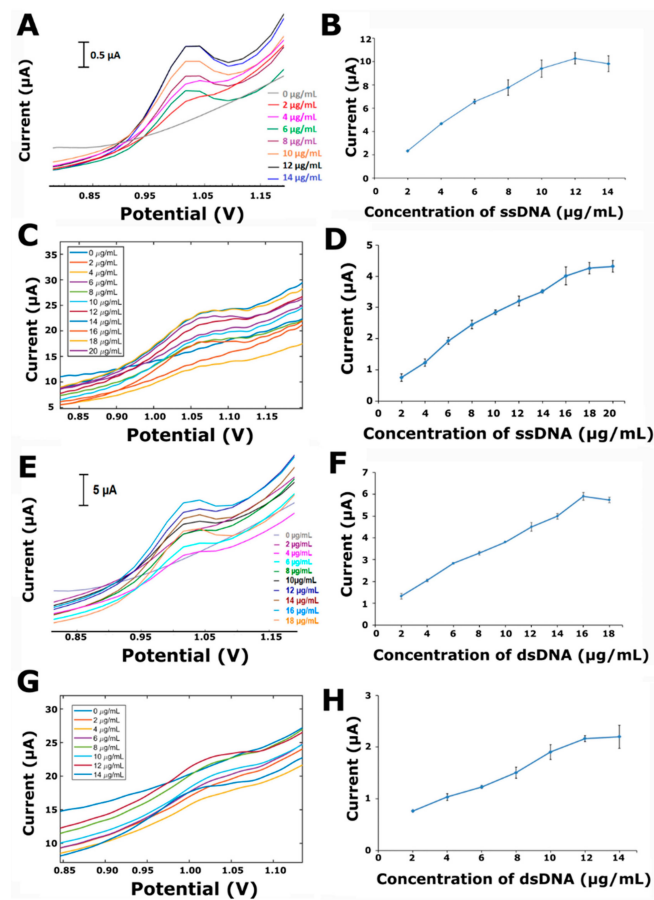 A
0.5 µA
Current (µA)
0 µg/mL
2 µg/mL
4 µg/mL
6 µg/mL
8 µg/mL
10 µg/mL
12 µg/mL
14 µg/mL
0.85 0.95 1.05 1.15
Potential (V)
B
Current (µA)
12
10
8
6
4
2
0
0 2 4 6 8 10 12 14
Concentration of ssDNA (µg/mL)
C
Current (µA)
35
30
25
20
15
10
5
0 µg/mL
2 µg/mL
4 µg/mL
6 µg/mL
8 µg/mL
10 µg/mL
12 µg/mL
14 µg/mL
16 µg/mL
18 µg/mL
20 µg/mL
0.85 0.90 1.00 1.05 1.10 1.15
Potential (V)
D
Current (µA)
5
4
3
2
1
0
2 4 6 8 10 12 14 16 18 20
Concentration of ssDNA (µg/mL)
E
5 µA
Current (µA)
0 µg/mL
2 µg/mL
4 µg/mL
6 µg/mL
8 µg/mL
10µg/mL
12 µg/mL
14 µg/mL
16 µg/mL
18 µg/mL
0.85 0.95 1.05 1.15
Potential (V)
F
Current (µA)
7
6
5
4
3
2
1
0
0 2 4 6 8 10 12 14 16 18
Concentration of dsDNA (µg/mL)
G
Current (µA)
30
25
20
15
10
0 µg/mL
2 µg/mL
4 µg/mL
6 µg/mL
8 µg/mL
10 µg/mL
12 µg/mL
14 µg/mL
0.85 0.90 0.95 1.00 1.05 1.10
Potential (V)
H
Current (µA)
3
2
1
0
0 2 4 6 8 10 12 14
Concentration of dsDNA (µg/mL)